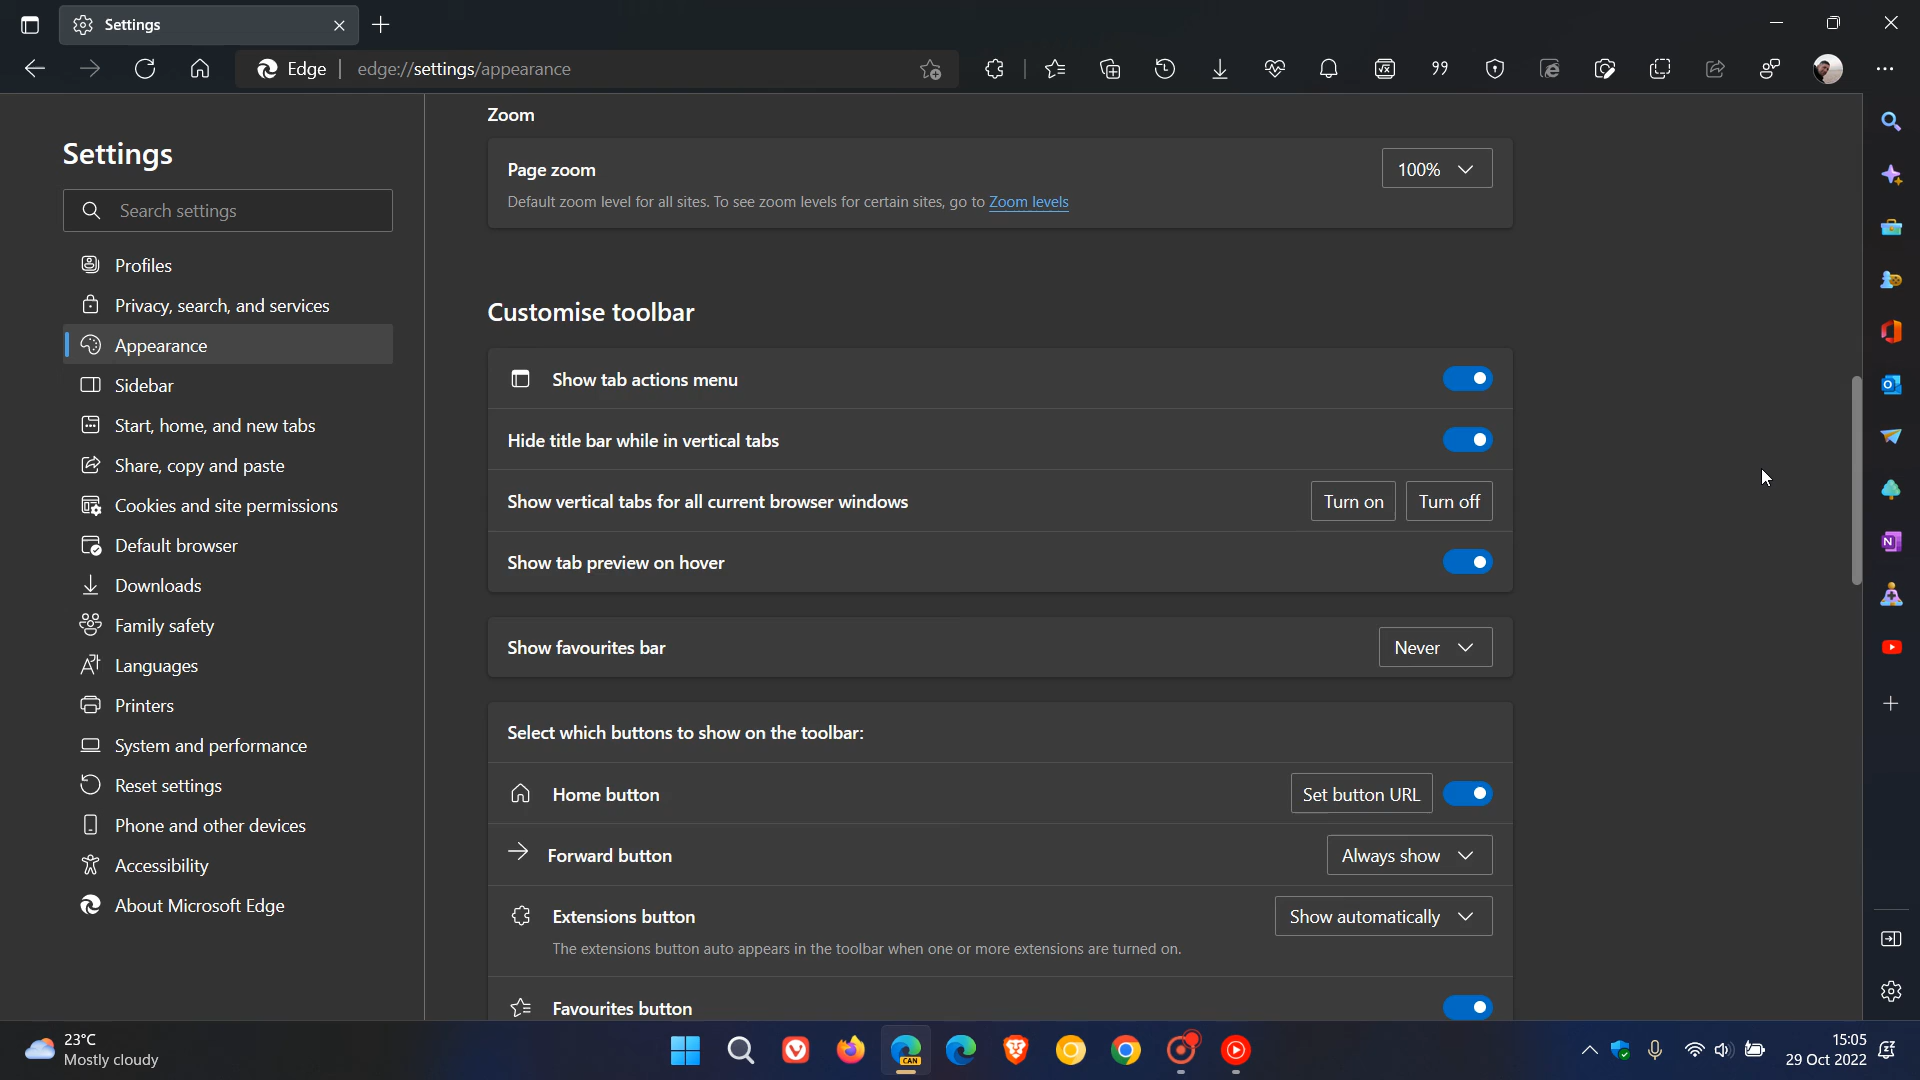 Settings
Edge
edge://settings/appearance
Settings
Search settings
Profiles
Privacy, search, and services
Appearance
Sidebar
Start, home, and new tabs
Share, copy and paste
Cookies and site permissions
Default browser
Downloads
Family safety
Languages
Printers
System and performance
Reset settings
Phone and other devices
Accessibility
About Microsoft Edge
Zoom
Page zoom
100%
Default zoom level for all sites. To see zoom levels for certain sites, go to Zoom levels
Customise toolbar
Show tab actions menu
Hide title bar while in vertical tabs
Show vertical tabs for all current browser windows
Turn on
Turn off
Show tab preview on hover
Show favourites bar
Never
Select which buttons to show on the toolbar:
Home button
Set button URL
Forward button
Always show
Extensions button
Show automatically
The extensions button auto appears in the toolbar when one or more extensions are turned on.
Favourites button
23°C
Mostly cloudy
CAN
15:05
29 Oct 2022